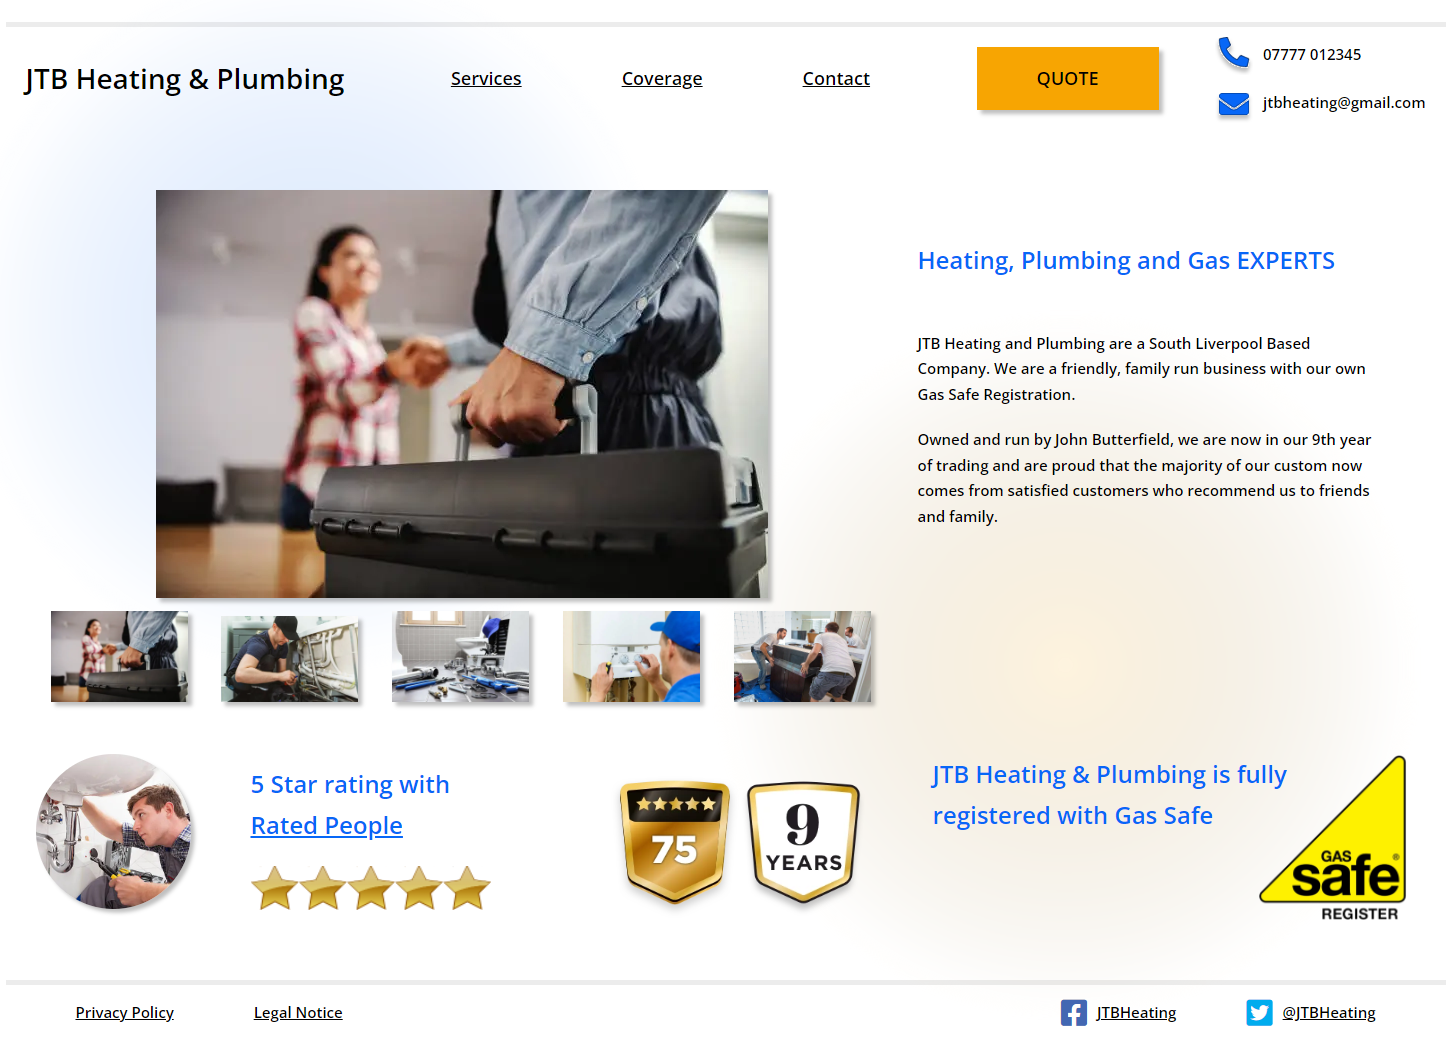 JTB Heating & Plumbing
Services
Coverage
Contact
QUOTE
07777 012345
jtbheating@gmail.com
Heating, Plumbing and Gas EXPERTS
JTB Heating and Plumbing are a South Liverpool Based
Company. We are a friendly, family run business with our own
Gas Safe Registration.
Owned and run by John Butterfield, we are now in our 9th year
of trading and are proud that the majority of our custom now
comes from satisfied customers who recommend us to friends
and family.
5 Star rating with
Rated People
75
9
YEARS
JTB Heating & Plumbing is fully
registered with Gas Safe
GAS
safe®
REGISTER
Privacy Policy
Legal Notice
JTBHeating
@JTBHeating